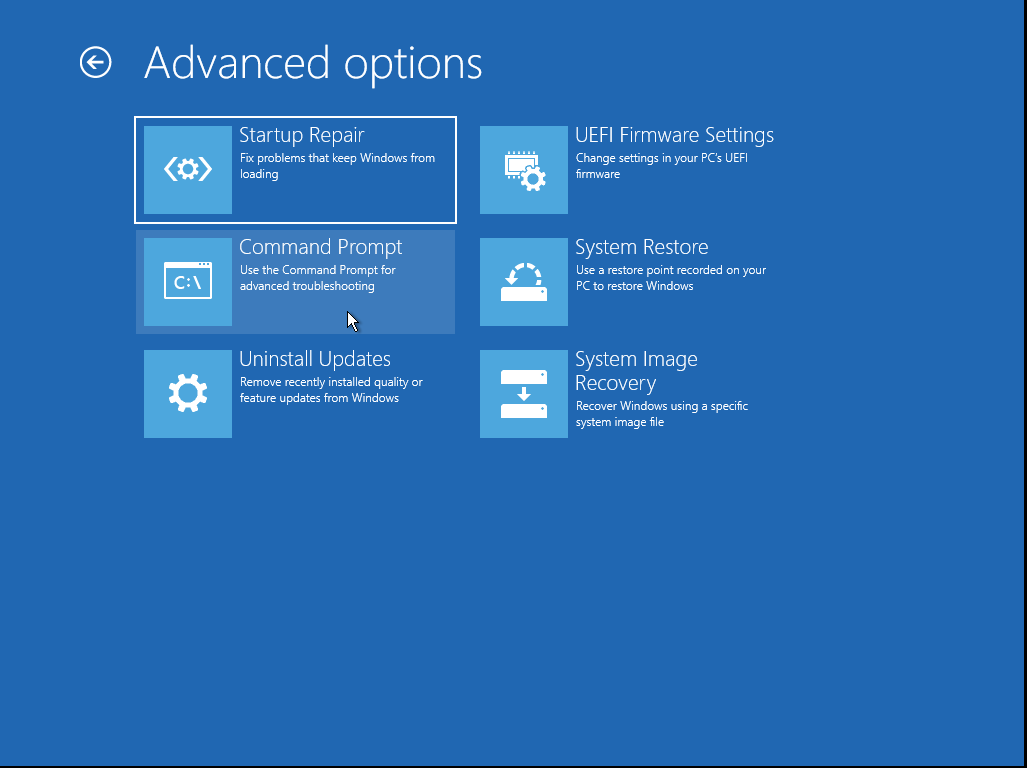 Advanced options
Startup Repair
Fix problems that keep Windows from
loading
UEFI Firmware Settings
Change settings in your PC's UEFI
firmware
Command Prompt
Use the Command Prompt for
advanced troubleshooting
C:\
System Restore
Use a restore point recorded on your
PC to restore Windows
Uninstall Updates
Remove recently installed quality or
feature updates from Windows
System Image
Recovery
Recover Windows using a specific
system image file